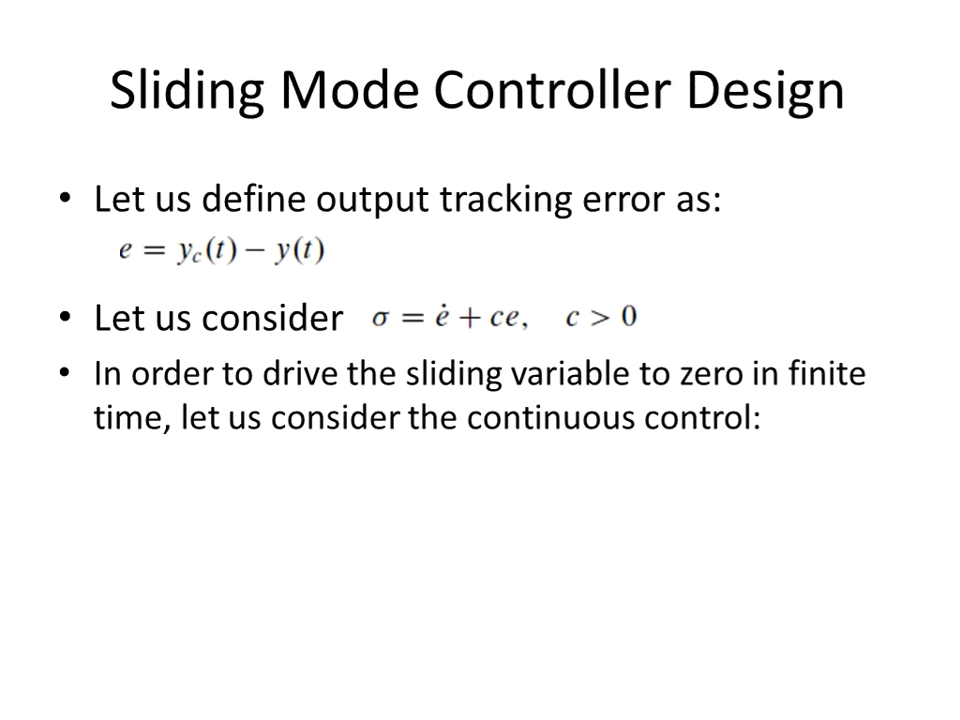 Sliding Mode Controller Design
• Let us define output tracking error as:
e = y_c(t) − y(t)
• Let us consider σ = ė + ce, c > 0
• In order to drive the sliding variable to zero in finite
time, let us consider the continuous control: